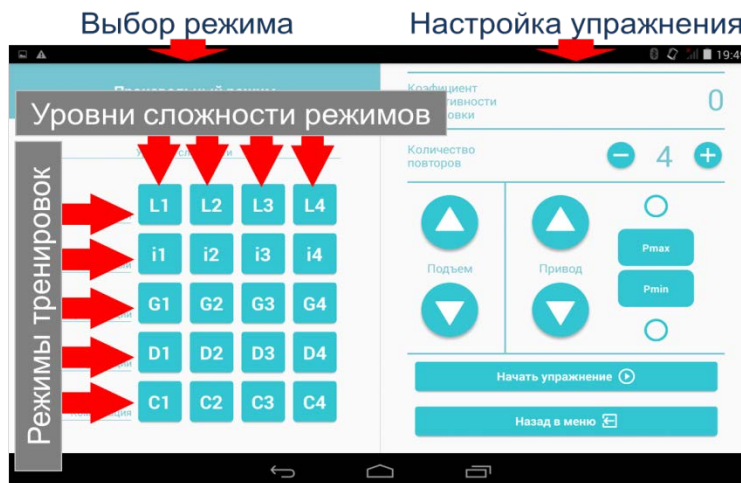 Выбор режима
Настройка упражнения
19:49
Уровни сложности режимов
Режимы тренировок
Количество
повторов
0
4
L1 L2 L3 L4
i1 i2 i3 i4
G1 G2 G3 G4
D1 D2 D3 D4
C1 C2 C3 C4
Подъем
Привод
Pmax
Pmin
Начать упражнение
Назад в меню